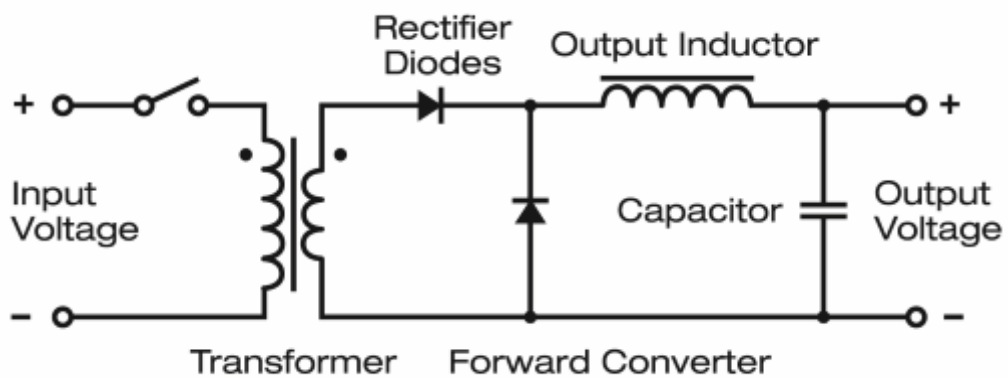 Rectifier
Diodes
Output Inductor
+
+
Input
Voltage
Capacitor
Output
Voltage
−
−
Transformer
Forward Converter